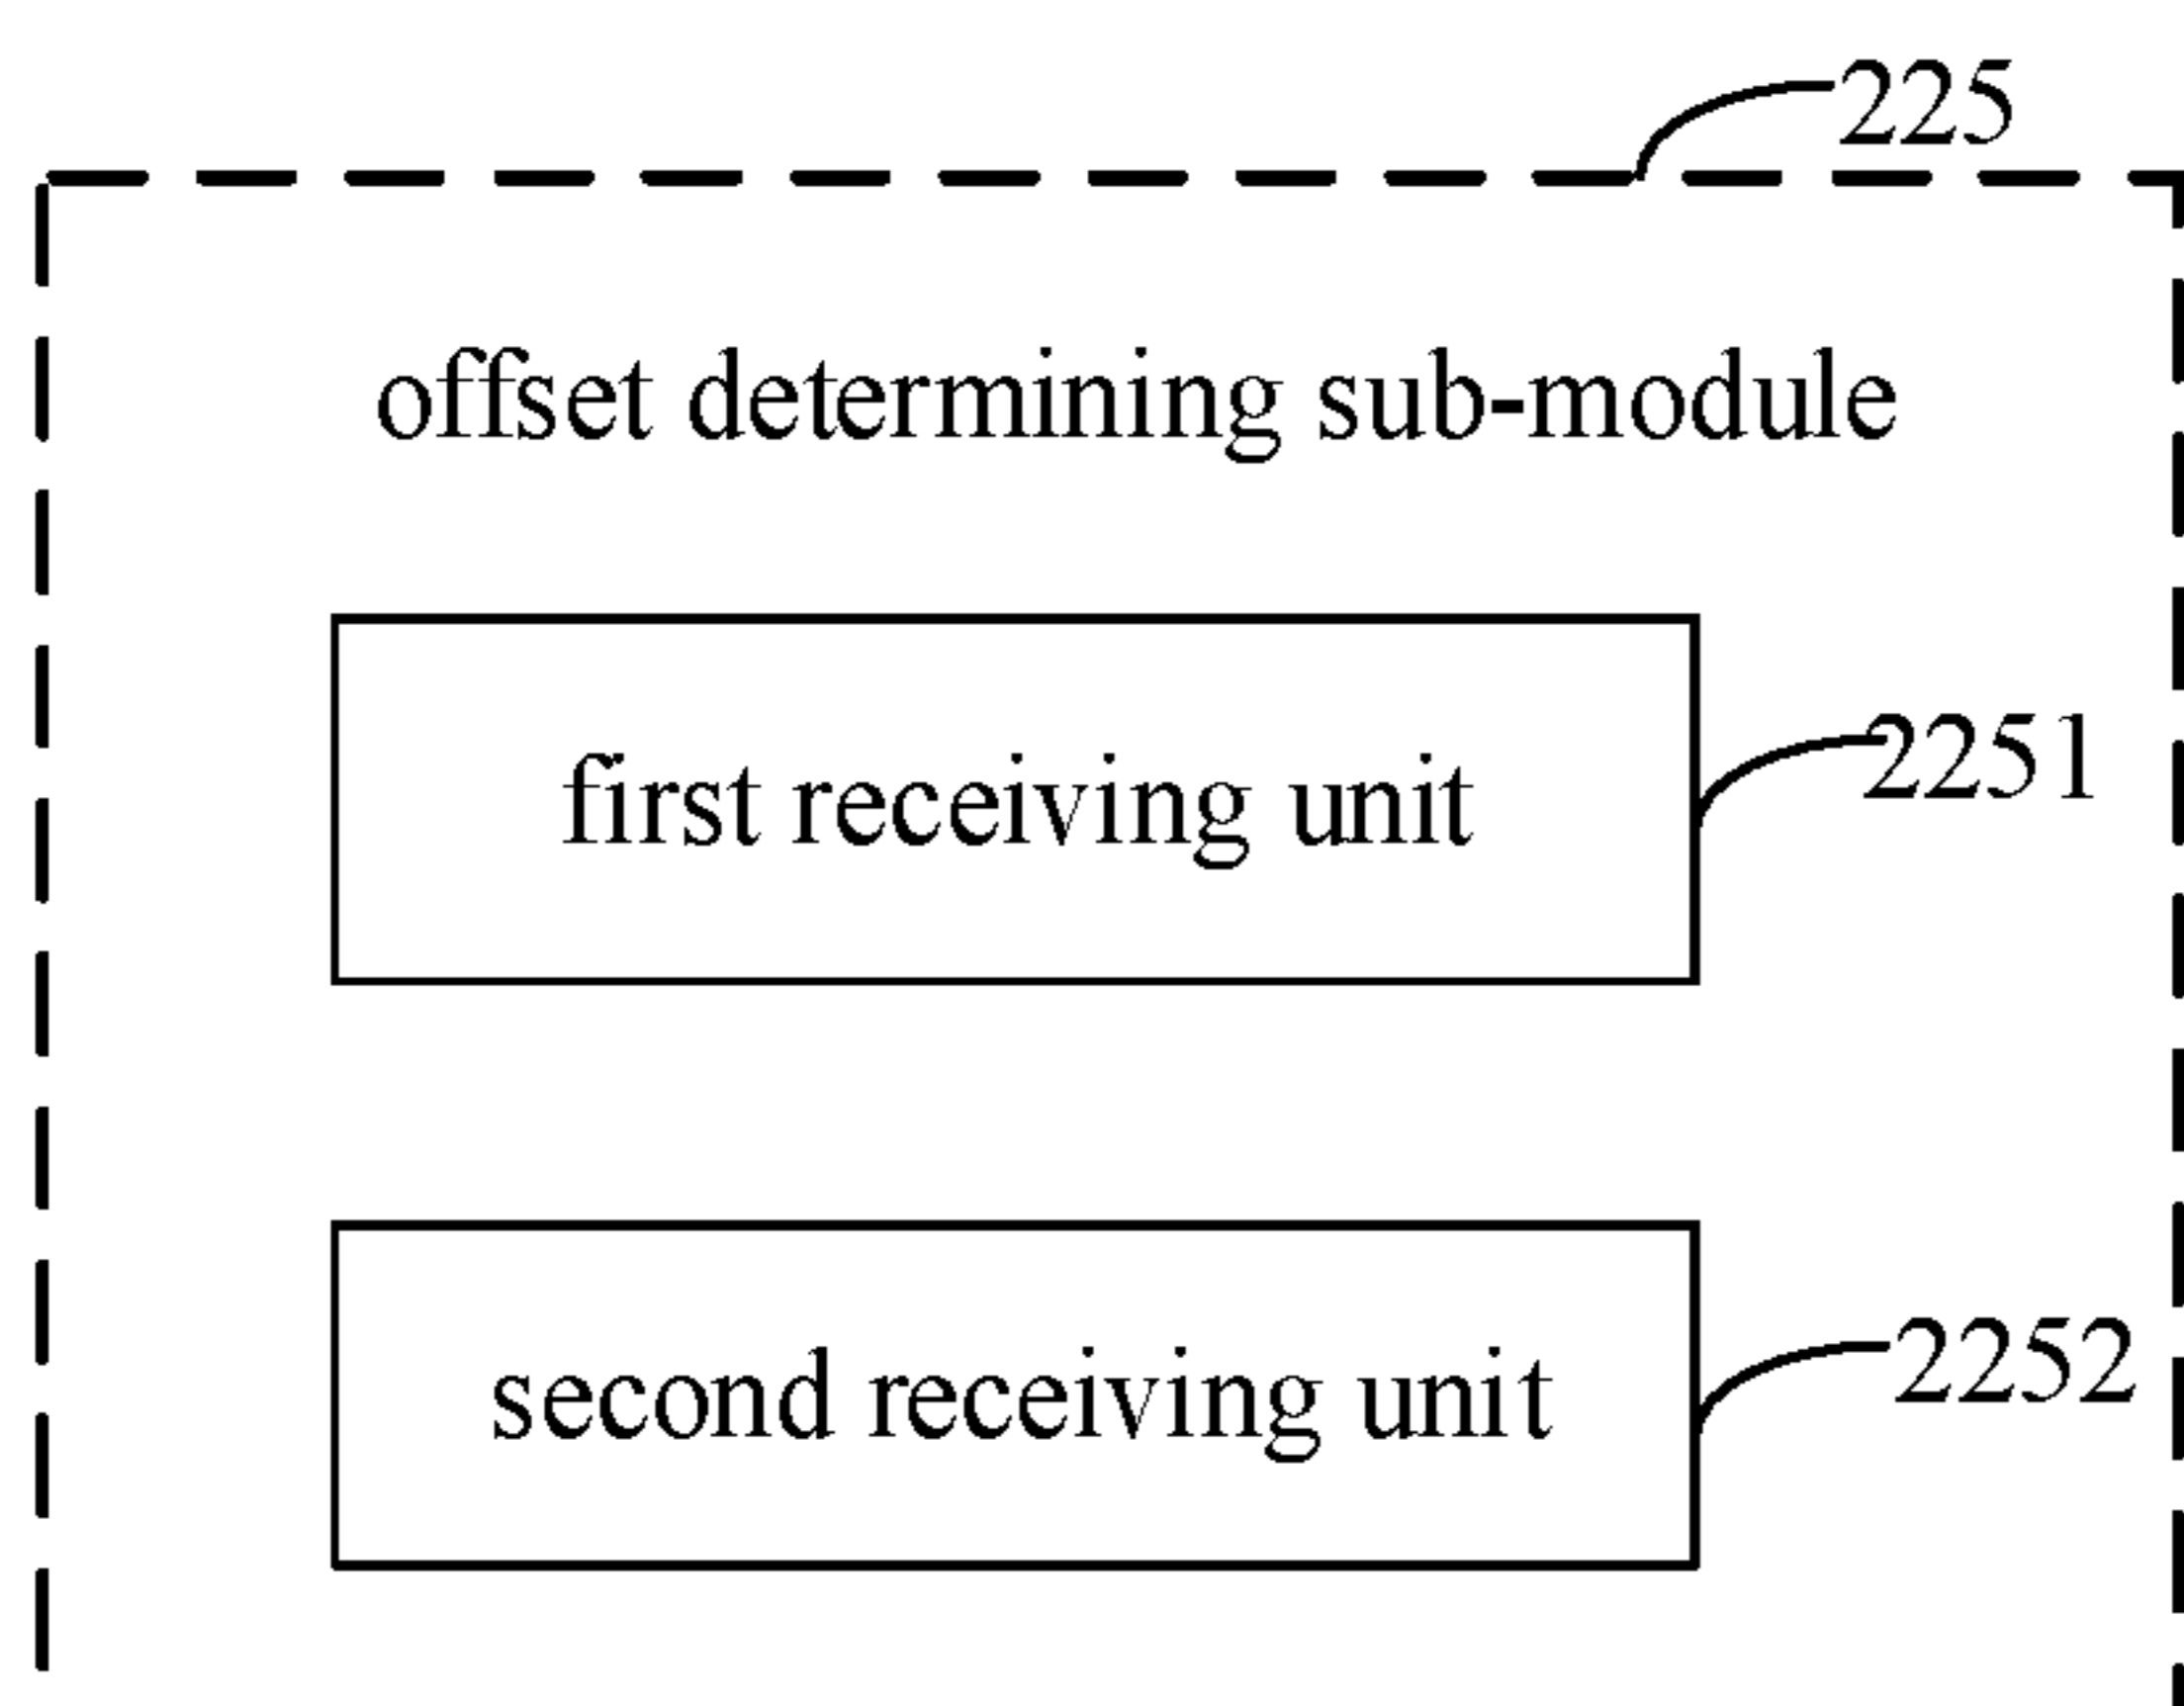 225
offset determining sub-module
first receiving unit
2251
second receiving unit
2252